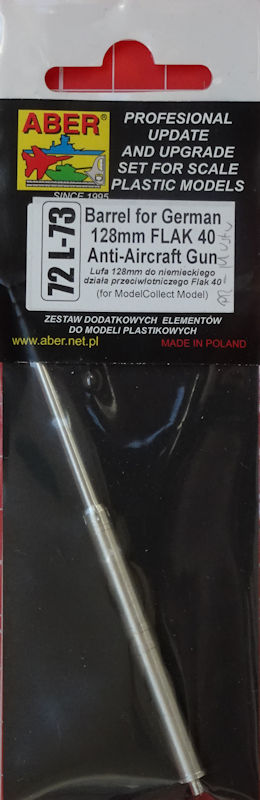 ABER
SINCE 1995
PROFESIONAL
UPDATE
AND UPGRADE
SET FOR SCALE
PLASTIC MODELS
72 L-73
Barrel for German
128mm FLAK 40
Anti-Aircraft Gun
Lufa 128mm do niemieckiego
działa przeciwlotniczego Flak 40
(for ModelCollect Model)
ZESTAW DODATKOWYCH ELEMENTÓW
DO MODELI PLASTIKOWYCH
www.aber.net.pl
MADE IN POLAND